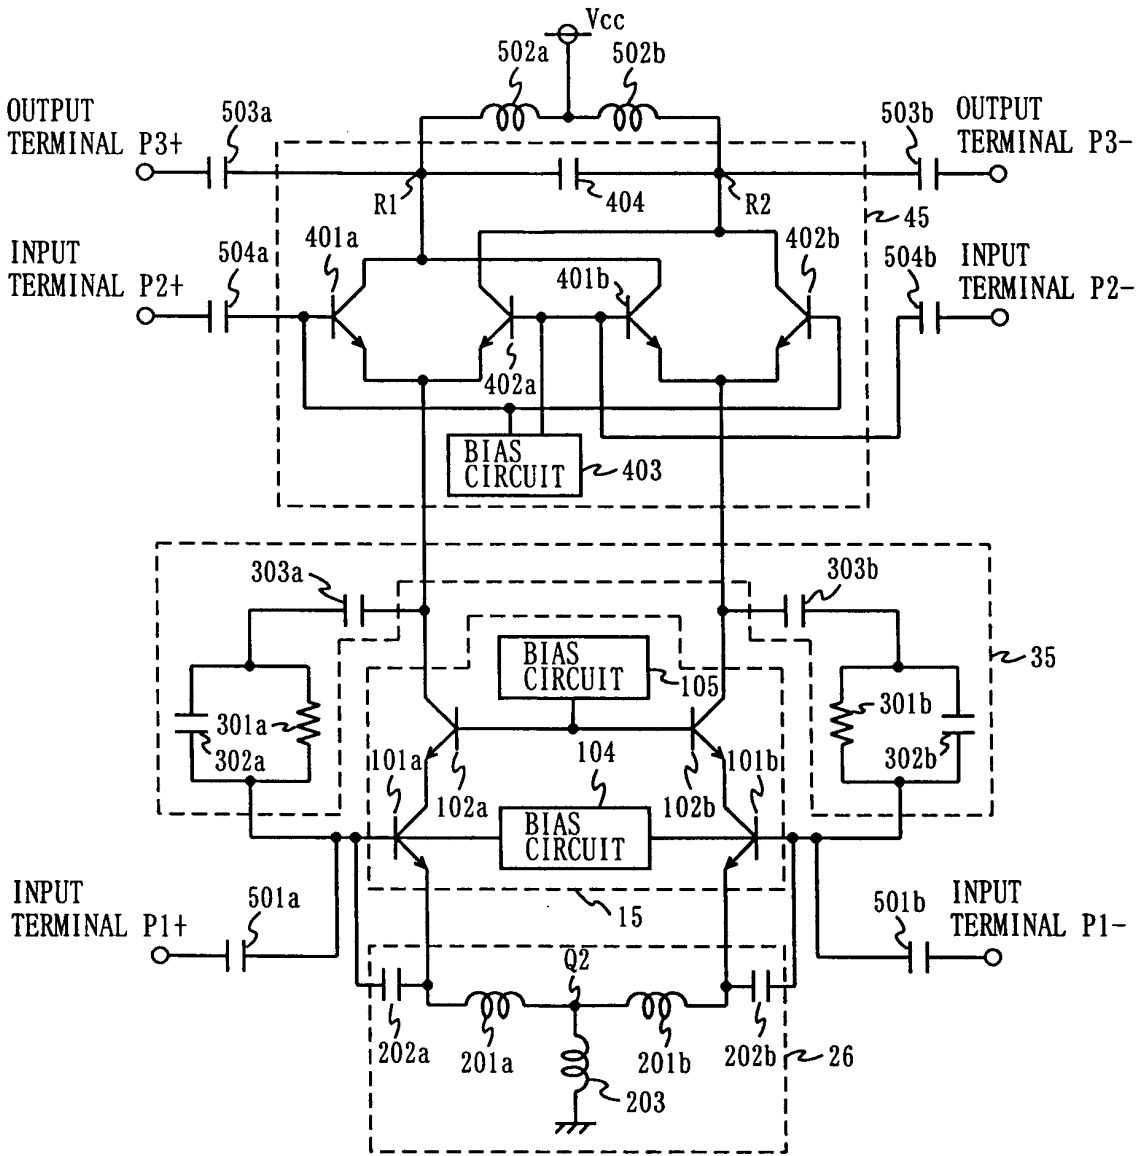 Vcc
502a
502b
OUTPUT
TERMINAL P3+
503a
503b
OUTPUT
TERMINAL P3-
R1
404
R2
45
INPUT
TERMINAL P2+
504a
401a
401b
402b
504b
INPUT
TERMINAL P2-
402a
BIAS
CIRCUIT
403
303a
303b
BIAS
CIRCUIT
105
35
301a
302a
301b
302b
101a
102a
104
102b
101b
BIAS
CIRCUIT
INPUT
TERMINAL P1+
501a
15
501b
INPUT
TERMINAL P1-
Q2
202a
201a
201b
202b
26
203